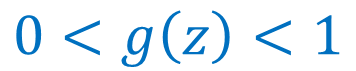 0 < g(z) < 1